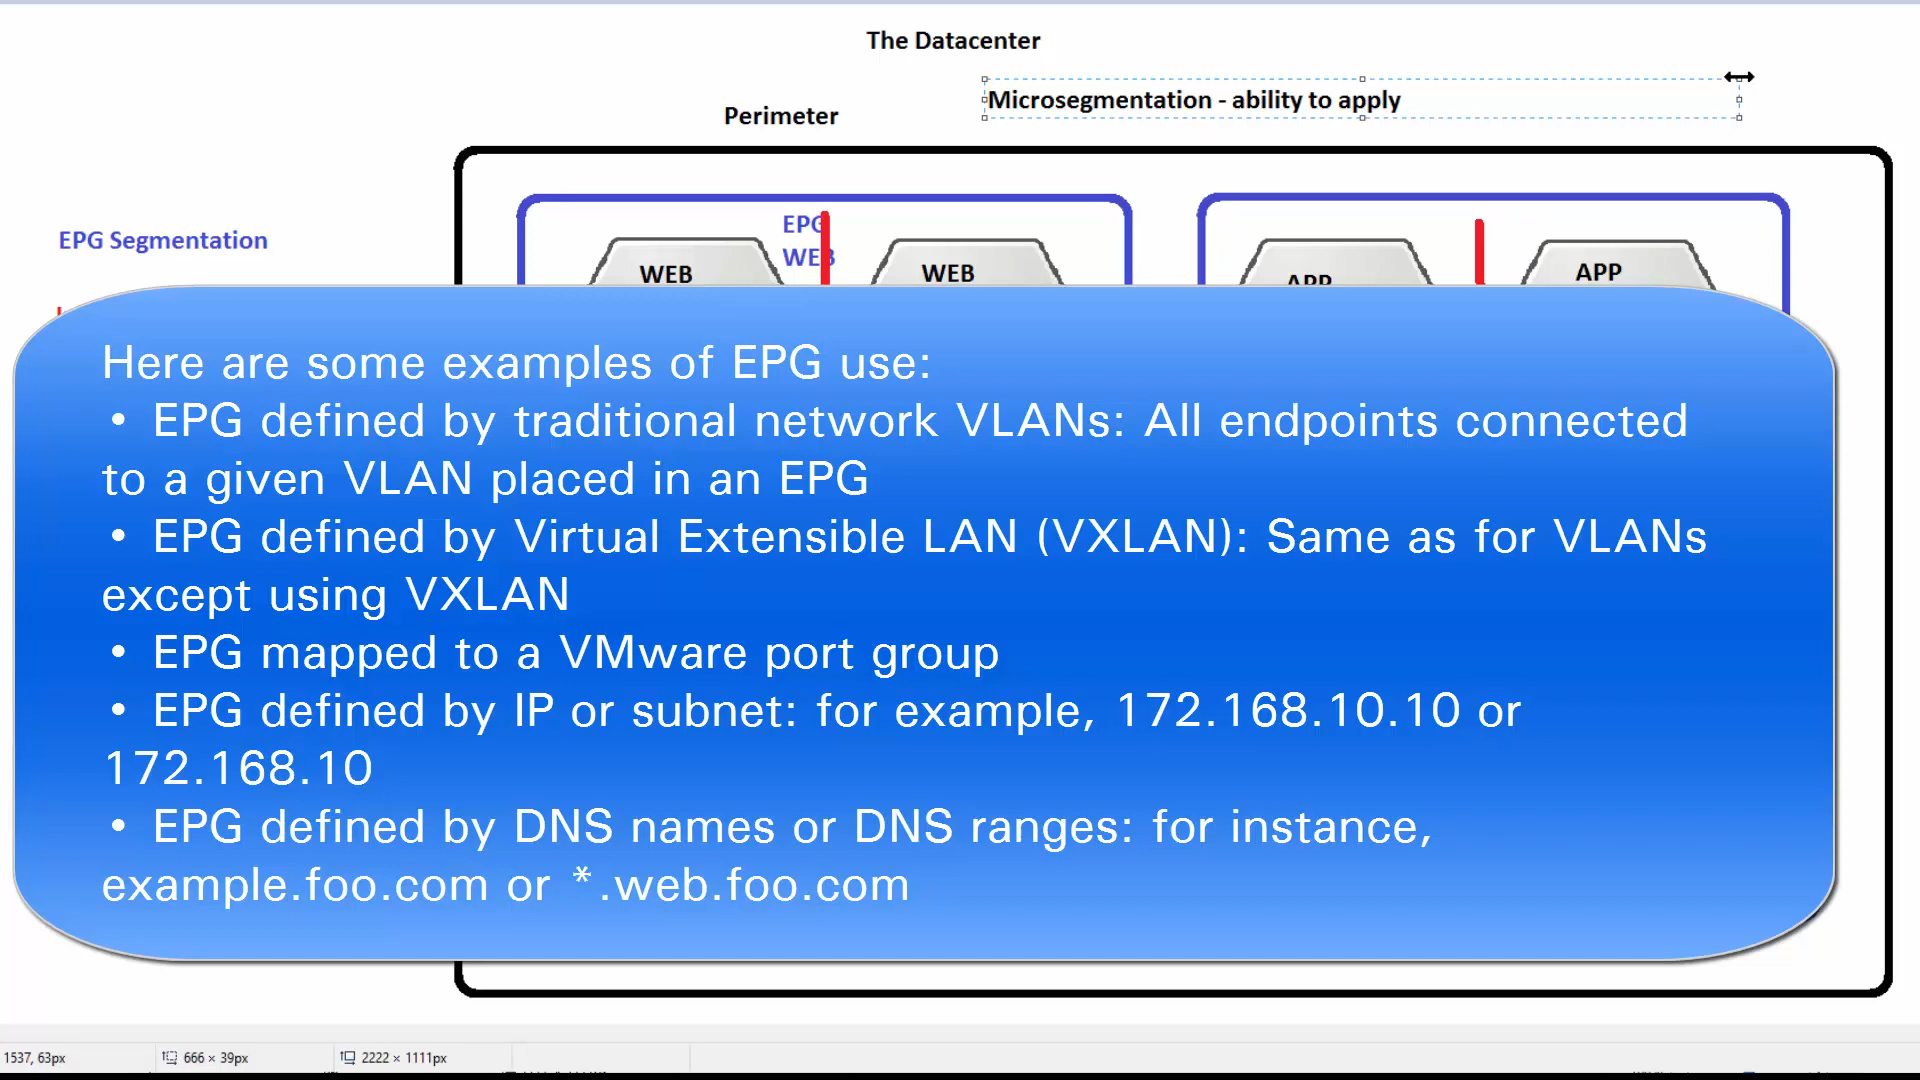 The Datacenter
Microsegmentation - ability to apply
Perimeter
EPG Segmentation
EPG
WEB
WEB
WEB
APP
APP
Here are some examples of EPG use:
• EPG defined by traditional network VLANs: All endpoints connected
to a given VLAN placed in an EPG
• EPG defined by Virtual Extensible LAN (VXLAN): Same as for VLANs
except using VXLAN
• EPG mapped to a VMware port group
• EPG defined by IP or subnet: for example, 172.168.10.10 or
172.168.10
• EPG defined by DNS names or DNS ranges: for instance,
example.foo.com or *.web.foo.com
1537, 63px
666 × 39px
2222 × 1111px